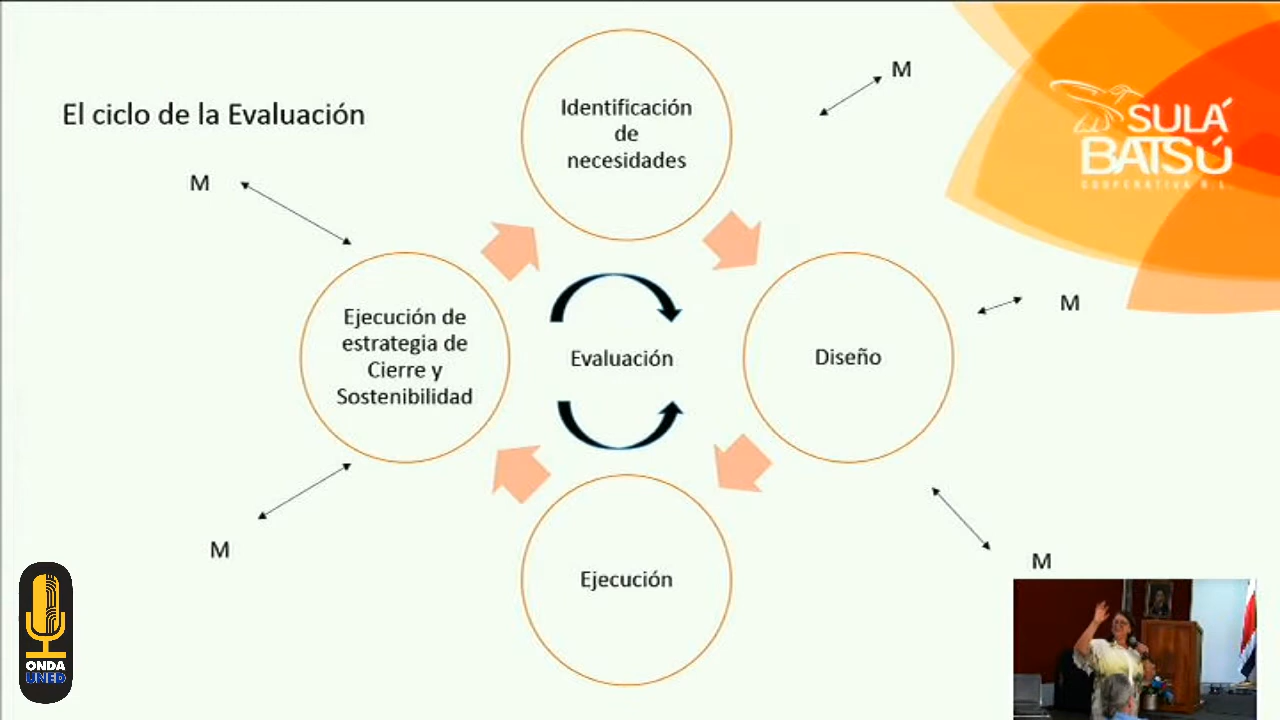 El ciclo de la Evaluación
Identificación
de
necesidades
M
SULÁ
BATSÚ
COOPERATIVA R.L.
M
Ejecución de
estrategia de
Cierre y
Sostenibilidad
Evaluación
Diseño
M
M
M
Ejecución
ONDA
UNED